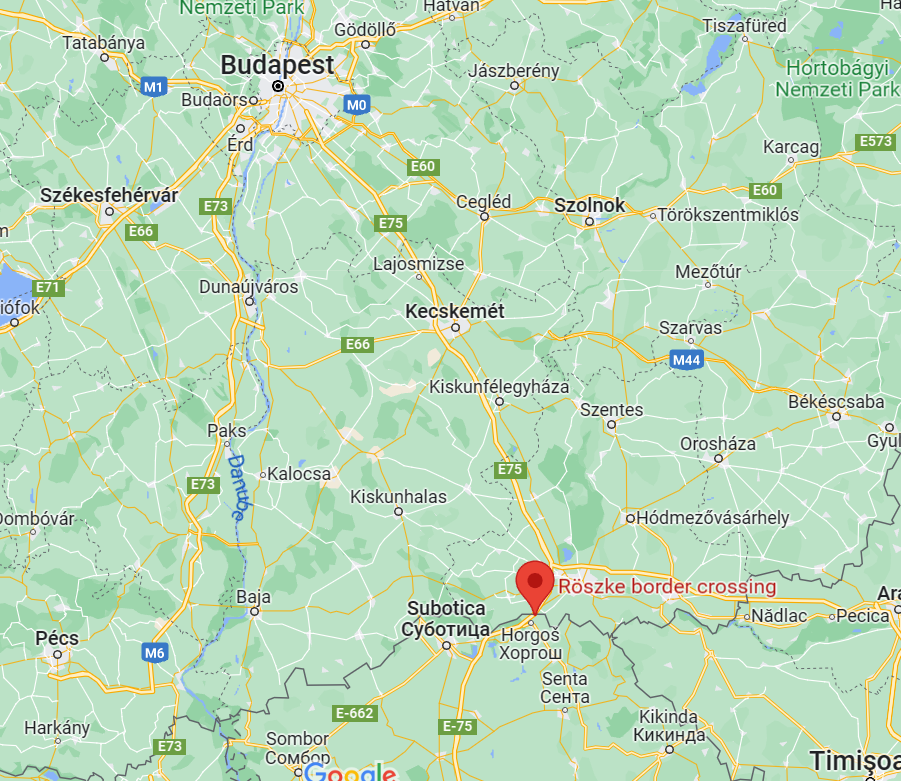 Nemzeti Park
Hatvan
Ha
Tiszafüred
Gödöllő
Tatabánya
Budapest
Jászberény
Hortobágyi
Nemzeti Park
M1
Budaörs
M0
Érd
E573
Karcag
E60
E60
Székesfehérvár
E73
Cegléd
Szolnok
Törökszentmiklós
E75
E66
m
Lajosmizse
Mezőtúr
E71
Dunaújváros
iófok
Kecskemét
Szarvas
E66
M44
Kiskunfélegyháza
Szentes
Békéscsaba
Paks
Orosháza
Gyul
E75
Kalocsa
E73
Danube
Kiskunhalas
Dombóvár
Hódmezővásárhely
Röszke border crossing
Baja
Subotica
Суботица
Ara
Nădlac
Pecica
Horgoš
Хоргош
Pécs
M6
Senta
Сента
E-662
E-75
Kikinda
Кикинда
Harkány
E73
Sombor
Сомбор
Timișoa
Google